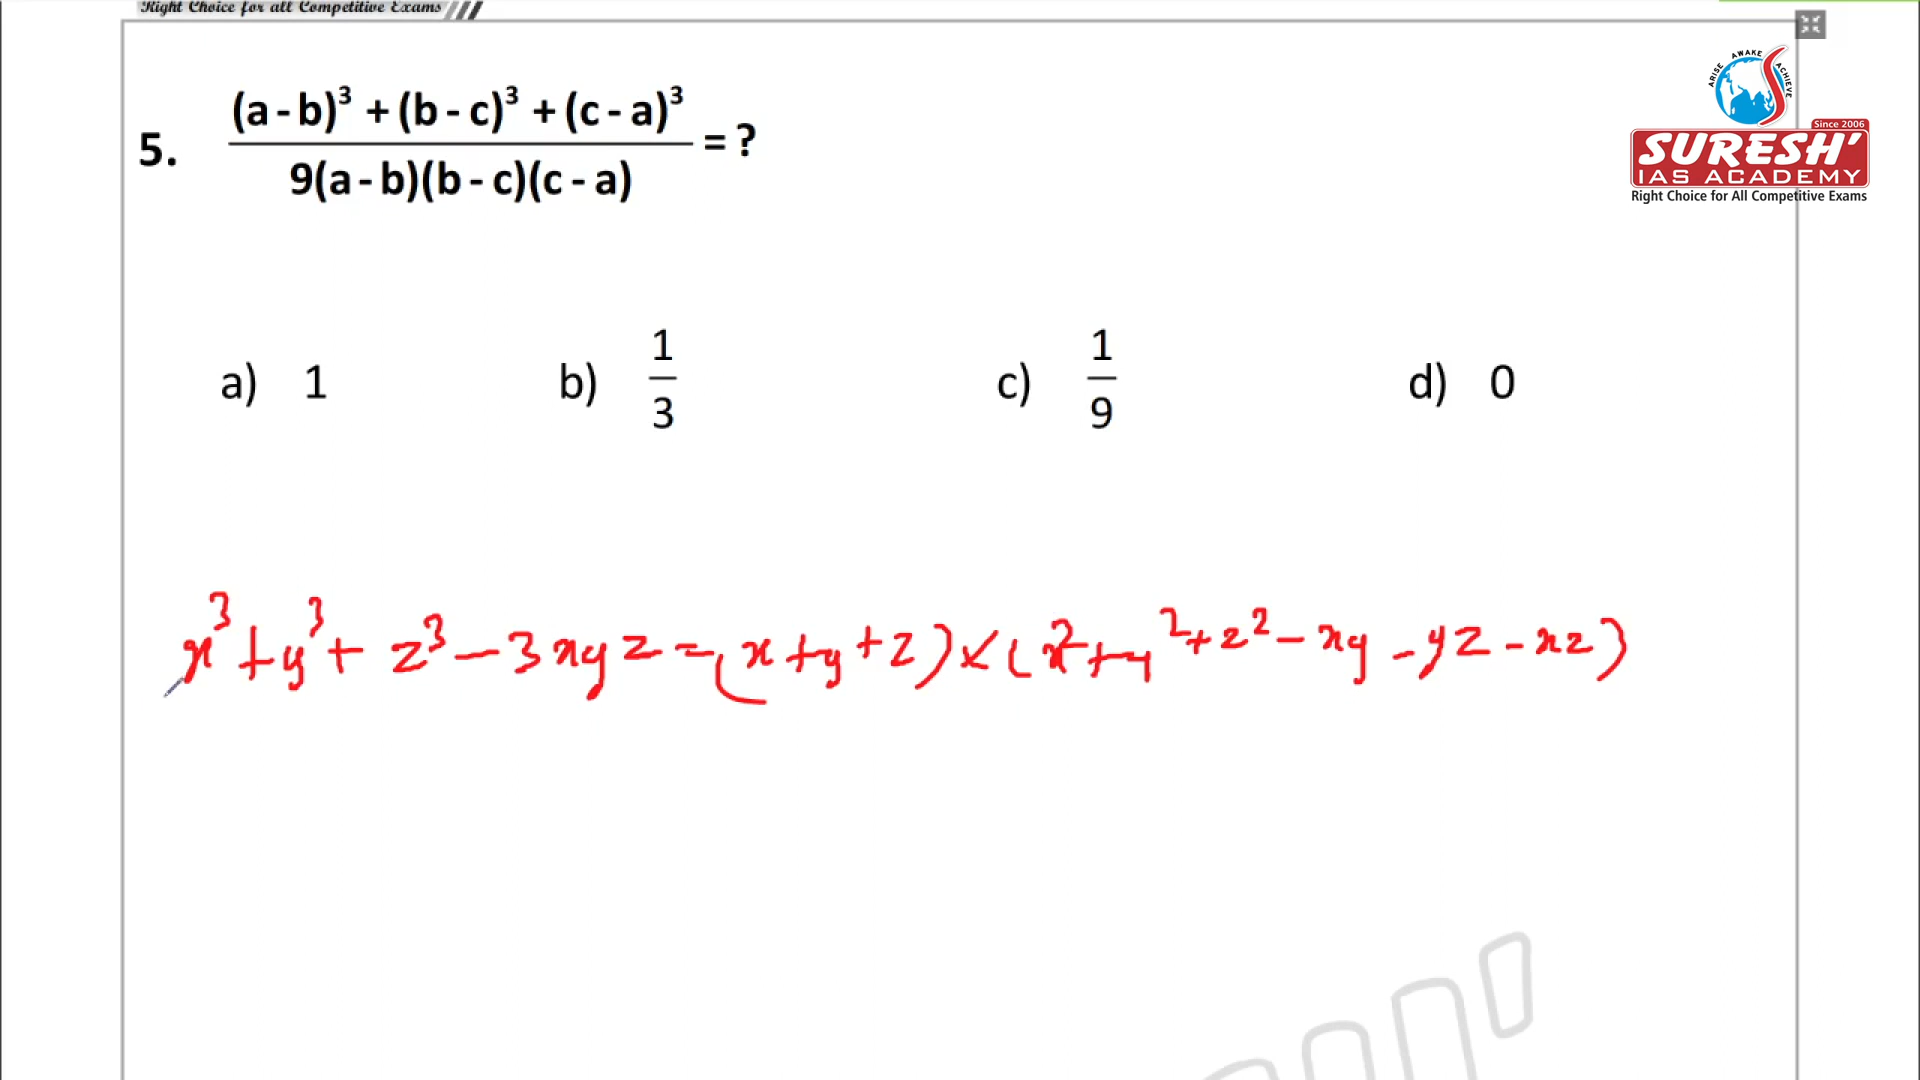 Right Choice for all Competitive Exams
ARISE AWAKE ACHIEVE
Since 2006
SURESH'
IAS ACADEMY
Right Choice for All Competitive Exams
5. (a - b)³ + (b - c)³ + (c - a)³ / 9(a - b)(b - c)(c - a) = ?
a) 1 b) 1/3 c) 1/9 d) 0
x³ + y³ + z³ - 3xyz = (x + y + z) × (x² + y² + z² - xy - yz - xz)